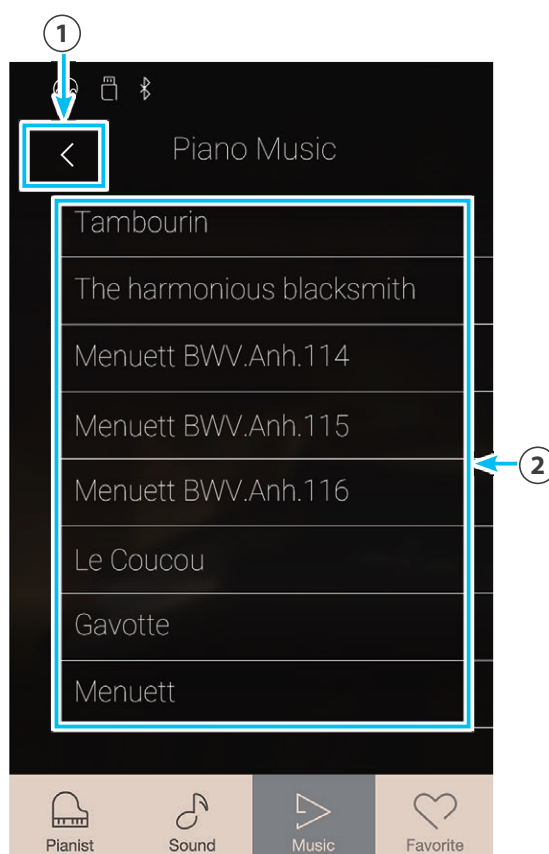 1
Piano Music
Tambourin
The harmonious blacksmith
Menuett BWV.Anh.114
Menuett BWV.Anh.115
Menuett BWV.Anh.116
2
Le Coucou
Gavotte
Menuett
Pianist Sound Music Favorite